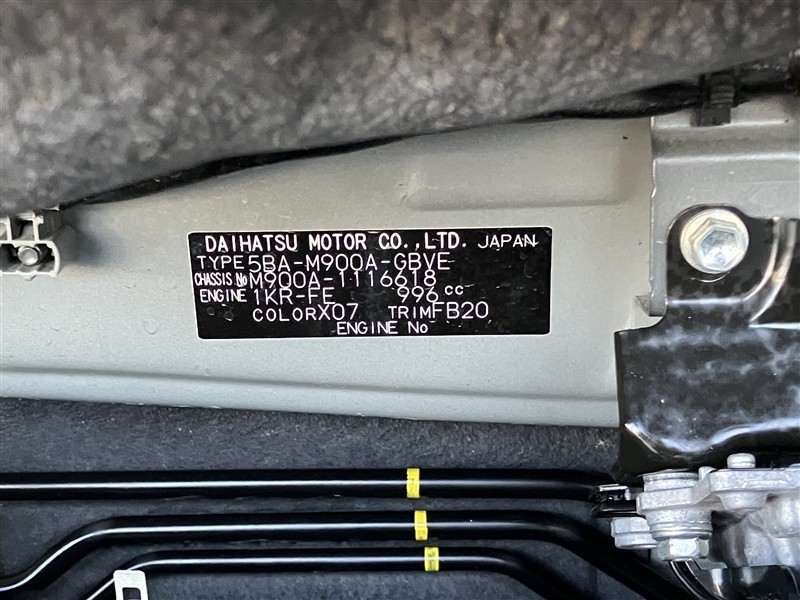 DAIHATSU MOTOR CO.,LTD. JAPAN
TYPE 5BA-M900A-GBVE
CHASSIS No M900A-1116618
ENGINE 1KR-FE 996 cc
COLOR X07 TRIM FB20
ENGINE No